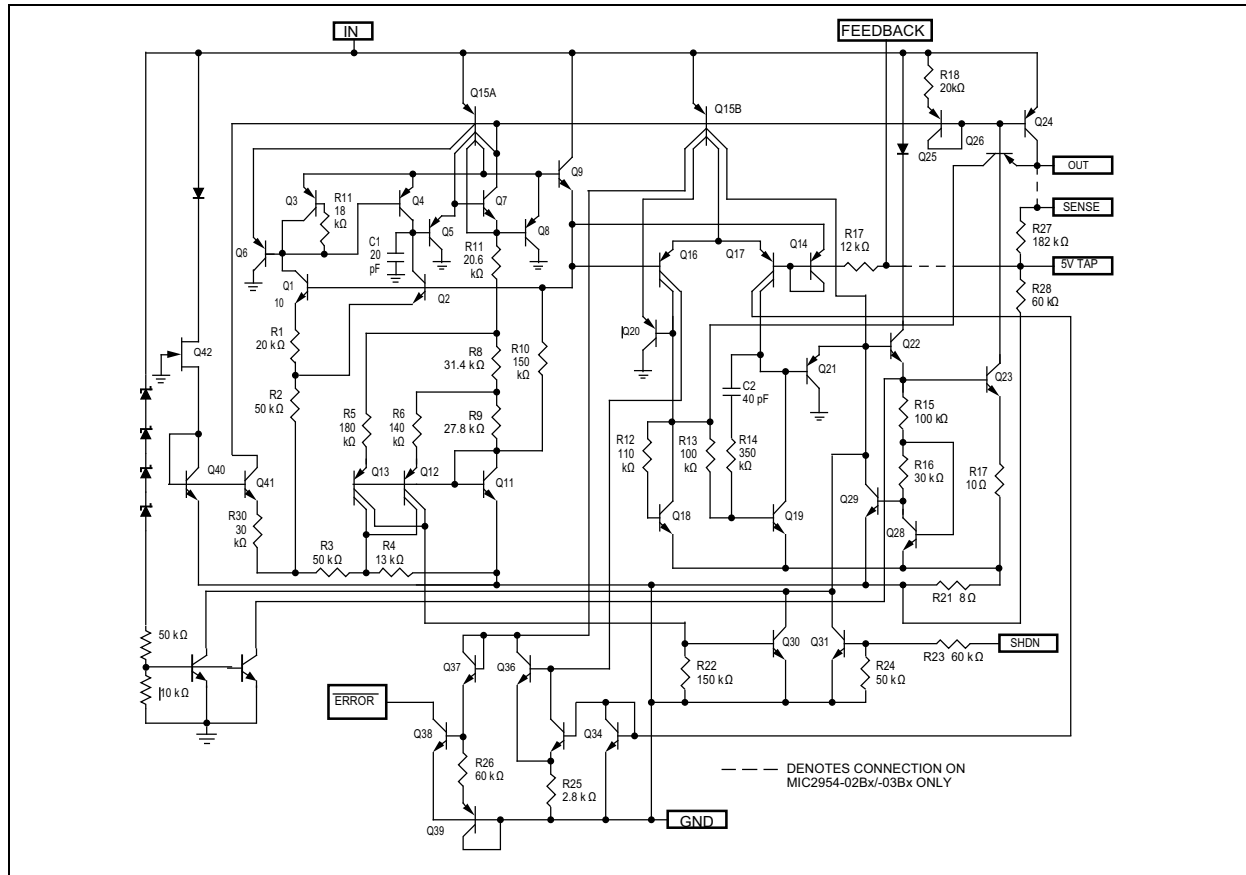 IN
FEEDBACK
R18
20kΩ
Q15A
Q15B
Q24
Q26
Q25
OUT
Q9
Q3
R11
18
kΩ
Q4
Q7
SENSE
Q5
Q8
R17
12 kΩ
Q14
R27
182 kΩ
Q6
C1
20
pF
R11
20.6
kΩ
Q16
Q17
5V TAP
Q1
10
Q2
R28
60 kΩ
R1
20 kΩ
R10
150
kΩ
Q20
Q42
R8
31.4 kΩ
Q22
Q21
Q23
R2
50 kΩ
C2
40 pF
R5
180
kΩ
R6
140
kΩ
R9
27.8 kΩ
R15
100 kΩ
R12
110
kΩ
R13
100
kΩ
R14
350
kΩ
Q40
Q41
Q13
Q12
Q11
R16
30 kΩ
R17
10Ω
Q29
R30
30
kΩ
Q18
Q19
Q28
R3
50 kΩ
R4
13 kΩ
R21 8 Ω
50 kΩ
10 kΩ
Q37
Q36
Q30
Q31
SHDN
R23 60 kΩ
R22
150 kΩ
R24
50 kΩ
ERROR
Q38
Q34
R26
60 kΩ
R25
2.8 kΩ
DENOTES CONNECTION ON
MIC2954-02Bx/-03Bx ONLY
Q39
GND